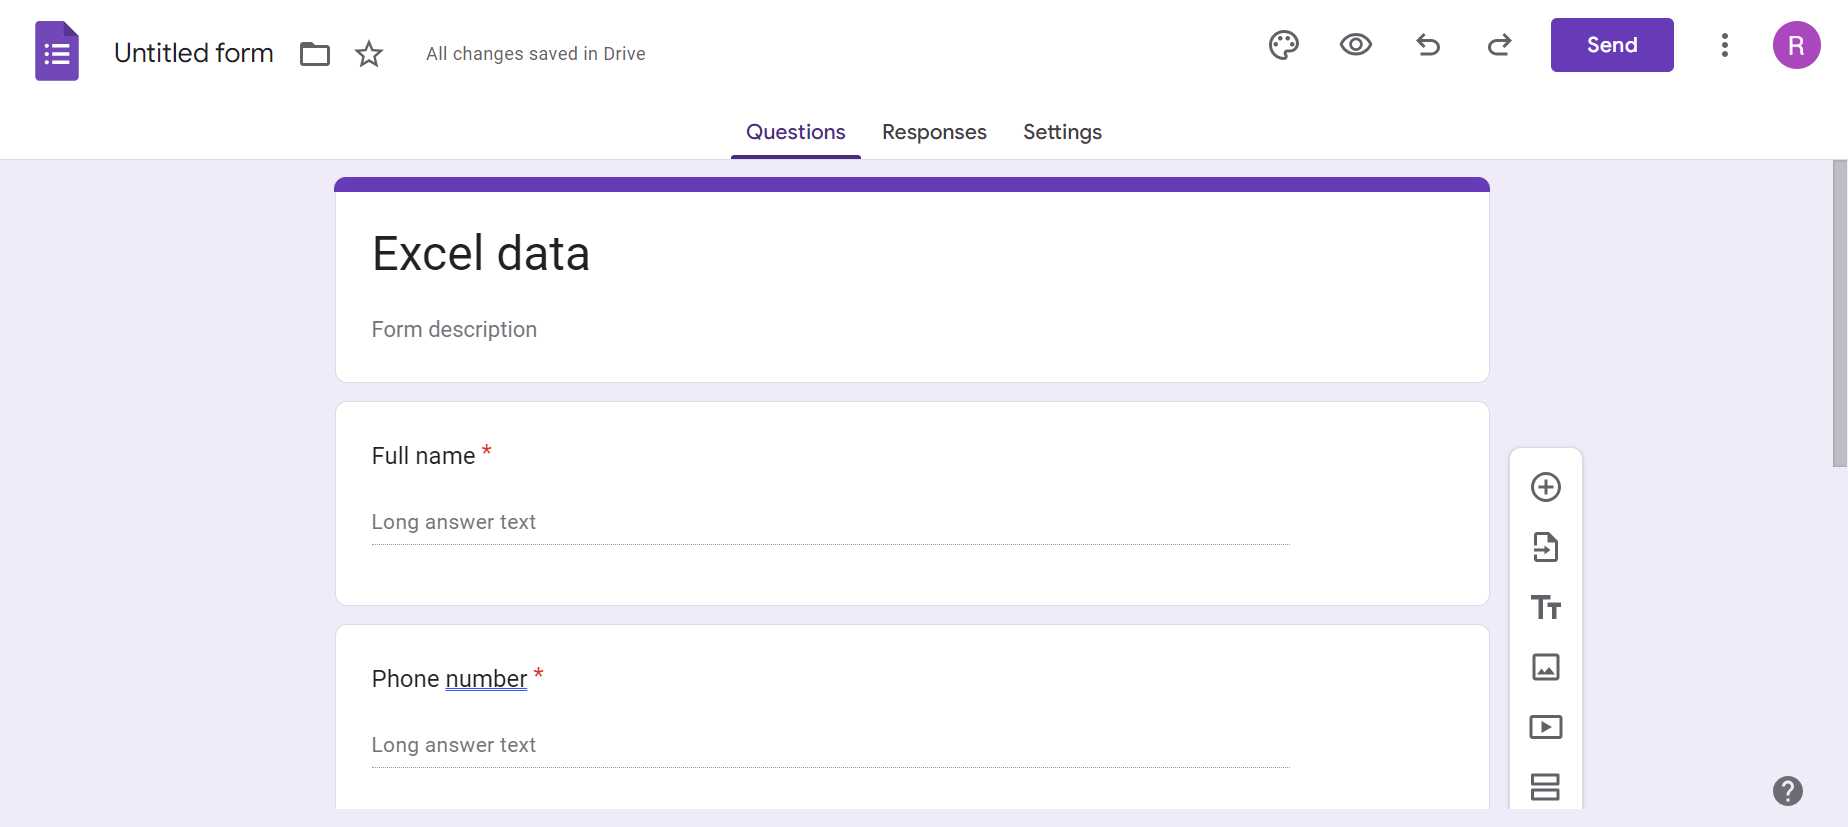 Untitled form
All changes saved in Drive
Send
R
Questions Responses Settings
Excel data
Form description
Full name *
Long answer text
Phone number *
Long answer text